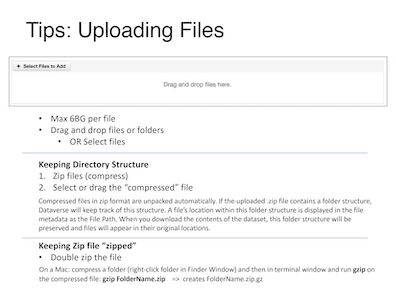 Tips: Uploading Files
+ Select Files to Add
Drag and drop files here.
• Max 6BG per file
• Drag and drop files or folders
• OR Select files
Keeping Directory Structure
1. Zip files (compress)
2. Select or drag the “compressed” file
Compressed files in zip format are unpacked automatically. If the uploaded .zip file contains a folder structure,
Dataverse will keep track of this structure. A file's location within this folder structure is displayed in the file
metadata as the File Path. When you download the contents of the dataset, this folder structure will be
preserved and files will appear in their original locations.
Keeping Zip file “zipped”
• Double zip the file
On a Mac: compress a folder (right-click folder in Finder Window) and then in terminal window and run gzip on
the compressed file: gzip FolderName.zip => creates FolderName.zip.gz